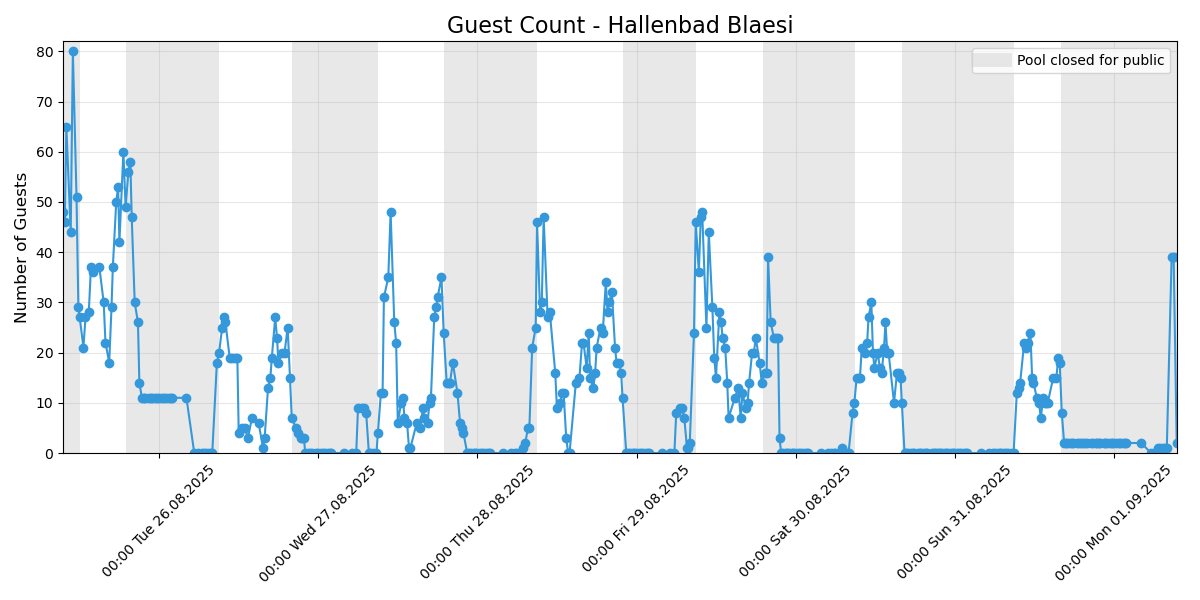 Guest Count - Hallenbad Blaesi
Pool closed for public
Number of Guests
80
70
60
50
40
30
20
10
0
00:00 Tue 26.08.2025
00:00 Wed 27.08.2025
00:00 Thu 28.08.2025
00:00 Fri 29.08.2025
00:00 Sat 30.08.2025
00:00 Sun 31.08.2025
00:00 Mon 01.09.2025